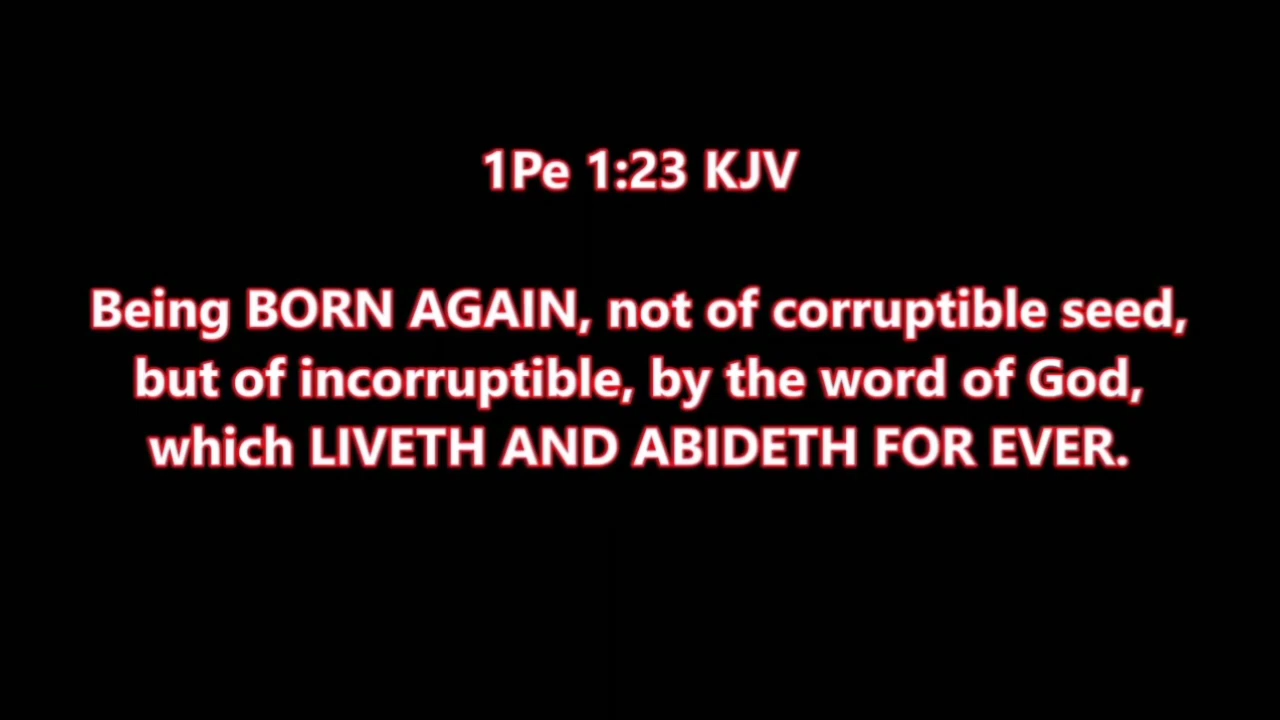 1Pe 1:23 KJV
Being BORN AGAIN, not of corruptible seed,
but of incorruptible, by the word of God,
which LIVETH AND ABIDETH FOR EVER.